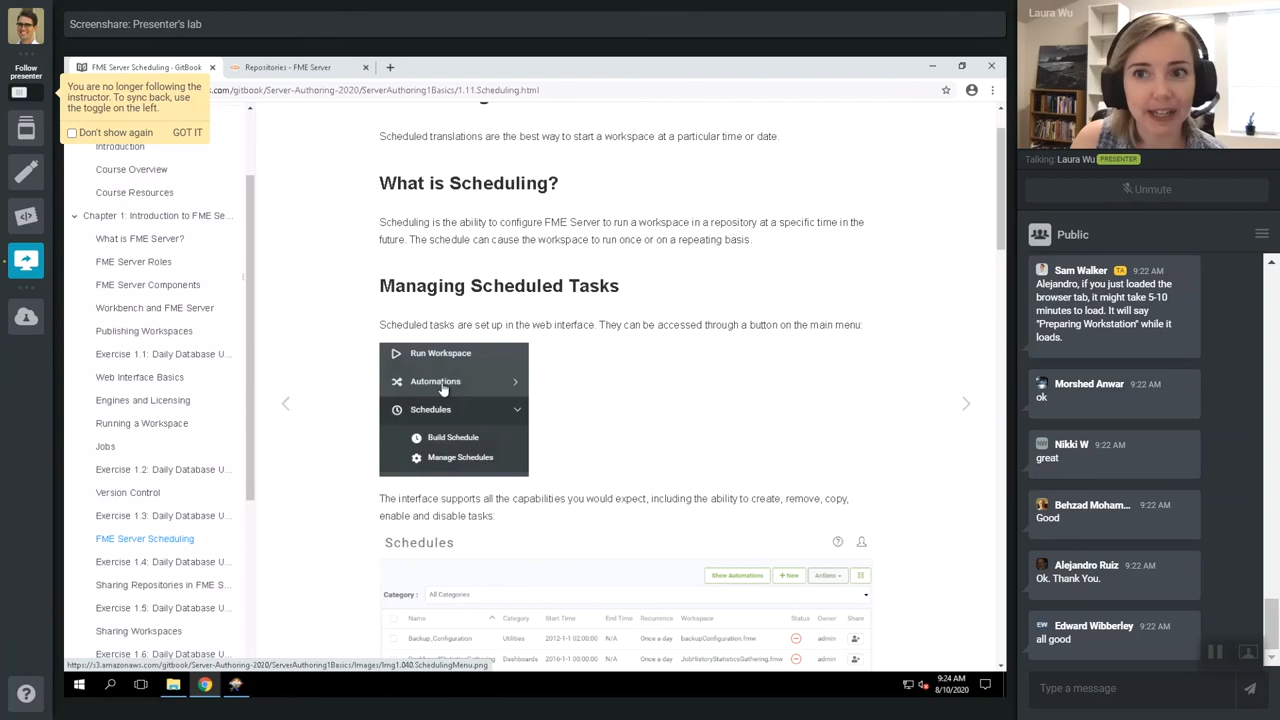 Screenshare: Presenter's lab
Laura Wu
Follow
presenter
You are no longer following the
instructor. To sync back, use
the toggle on the left.
Don't show again
GOT IT
FME Server Scheduling - GitBook
Repositories - FME Server
.com/gitbook/Server-Authoring-2020/ServerAuthoring1Basics/1.11.Scheduling.html
Introduction
Course Overview
Course Resources
Chapter 1: Introduction to FME Se...
What is FME Server?
FME Server Roles
FME Server Components
Workbench and FME Server
Publishing Workspaces
Exercise 1.1: Daily Database U...
Web Interface Basics
Engines and Licensing
Running a Workspace
Jobs
Exercise 1.2: Daily Database U...
Version Control
Exercise 1.3: Daily Database U...
FME Server Scheduling
Exercise 1.4: Daily Database U...
Sharing Repositories in FME S...
Exercise 1.5: Daily Database U...
Sharing Workspaces
Exercise 1.6: Daily Database U...
Scheduled translations are the best way to start a workspace at a particular time or date.
What is Scheduling?
Scheduling is the ability to configure FME Server to run a workspace in a repository at a specific time in the
future. The schedule can cause the workspace to run once or on a repeating basis.
Managing Scheduled Tasks
Scheduled tasks are set up in the web interface. They can be accessed through a button on the main menu:
Run Workspace
Automations
Schedules
Build Schedule
Manage Schedules
The interface supports all the capabilities you would expect, including the ability to create, remove, copy,
enable and disable tasks:
Schedules
Show Automations
+ New
Actions
Category :
All Categories
Name Category Start Time End Time Recurrence Workspace Status Owner Share
Backup_Configuration Utilities 2012-1-1 02:00:00 N/A Once a day backupConfiguration.fmw admin
Dashboards 2016-1-1 00:00:00 N/A Once a day JobHistoryStatisticsGathering.fmw admin
https://s3.amazonaws.com/gitbook/Server-Authoring-2020/ServerAuthoring1Basics/Images/Img1.040.SchedulingMenu.png
9:24 AM
8/10/2020
Talking: Laura Wu PRESENTER
Unmute
Public
Sam Walker TA 9:22 AM
Alejandro, if you just loaded the
browser tab, it might take 5-10
minutes to load. It will say
"Preparing Workstation" while it
loads.
Morshed Anwar 9:22 AM
ok
NW Nikki W 9:22 AM
great
Behzad Moham... 9:22 AM
Good
Alejandro Ruiz 9:22 AM
Ok. Thank You.
EW Edward Wibberley 9:22 AM
all good
Type a message